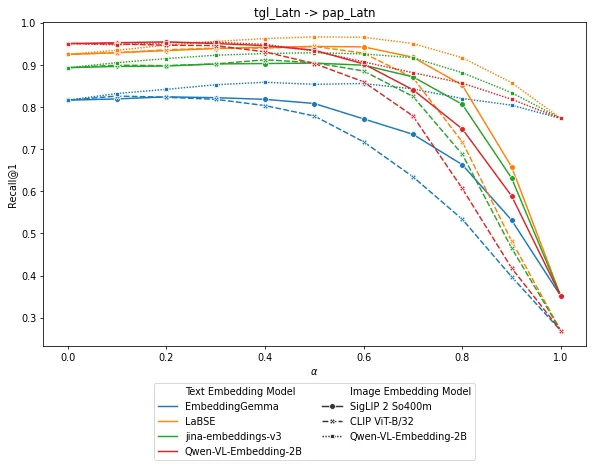 tgl_Latn -> pap_Latn
Recall@1
1.0
0.9
0.8
0.7
0.6
0.5
0.4
0.3
0.0 0.2 0.4 0.6 0.8 1.0
α
Text Embedding Model Image Embedding Model
EmbeddingGemma SigLIP 2 So400m
LaBSE CLIP ViT-B/32
jina-embeddings-v3 Qwen-VL-Embedding-2B
Qwen-VL-Embedding-2B